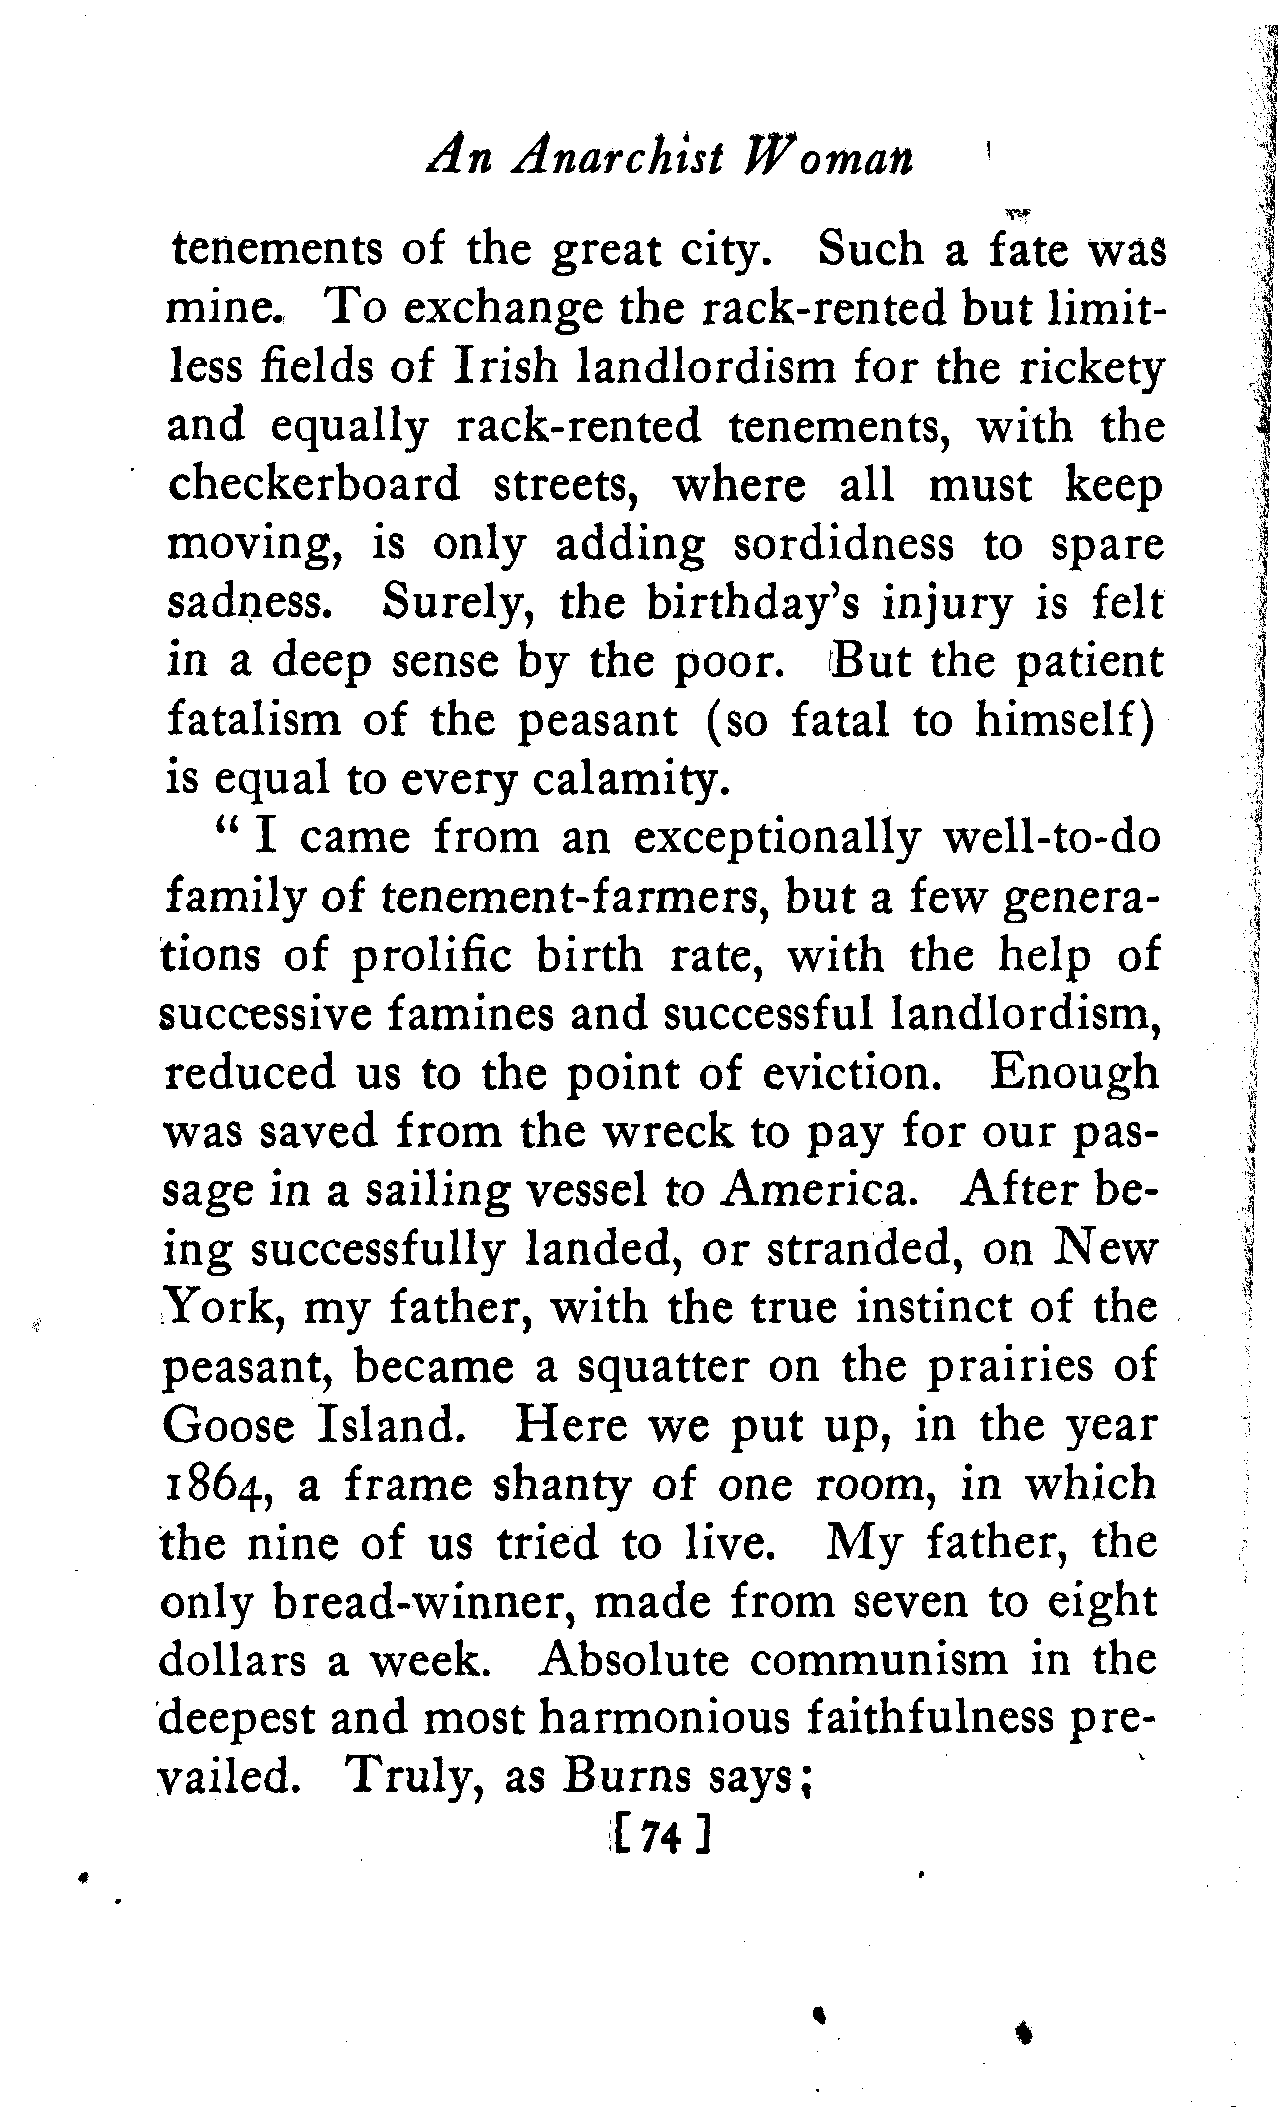 An Anarchist Woman
tenements of the great city. Such a fate was
mine. To exchange the rack-rented but limit-
less fields of Irish landlordism for the rickety
and equally rack-rented tenements, with the
checkerboard streets, where all must keep
moving, is only adding sordidness to spare
sadness. Surely, the birthday's injury is felt
in a deep sense by the poor. But the patient
fatalism of the peasant (so fatal to himself)
is equal to every calamity.
" I came from an exceptionally well-to-do
family of tenement-farmers, but a few genera-
tions of prolific birth rate, with the help of
successive famines and successful landlordism,
reduced us to the point of eviction. Enough
was saved from the wreck to pay for our pas-
sage in a sailing vessel to America. After be-
ing successfully landed, or stranded, on New
York, my father, with the true instinct of the
peasant, became a squatter on the prairies of
Goose Island. Here we put up, in the year
1864, a frame shanty of one room, in which
the nine of us tried to live. My father, the
only bread-winner, made from seven to eight
dollars a week. Absolute communism in the
deepest and most harmonious faithfulness pre-
vailed. Truly, as Burns says;
[ 74 ]